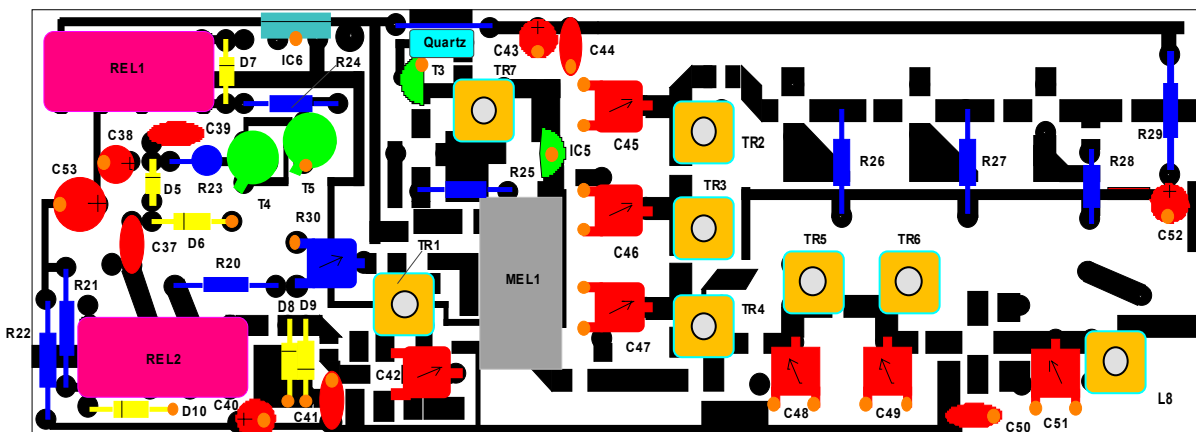 Quartz
C43
C44
IC6
D7
R24
T3
TR7
REL1
C38
C39
C45
TR2
IC5
R29
C53
D5
R23
T4
T5
R25
TR3
R26
R27
R28
D6
C37
R30
C46
C52
TR1
TR5
TR6
R20
MEL1
R21
D8
D9
TR4
R22
C47
REL2
C42
C40
C41
D10
C48
C49
C50
C51
L8